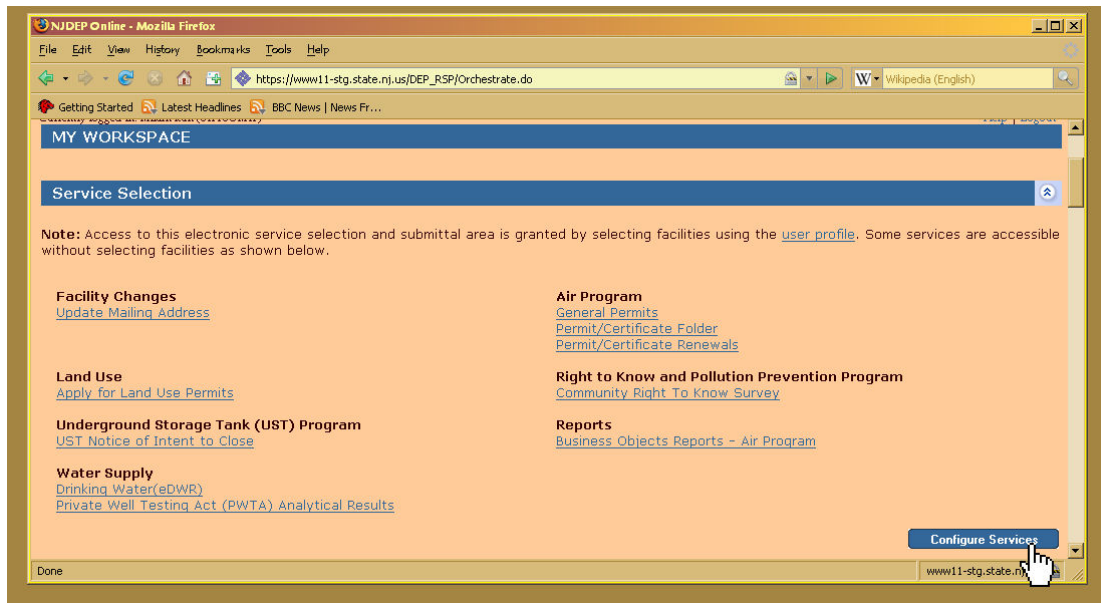 NJDEP Online - Mozilla Firefox
File Edit View History Bookmarks Tools Help
https://www11-stg.state.nj.us/DEP_RSP/Orchestrate.do W Wikipedia (English)
Getting Started Latest Headlines BBC News | News Fr...
MY WORKSPACE
Service Selection
Note: Access to this electronic service selection and submittal area is granted by selecting facilities using the user profile. Some services are accessible
without selecting facilities as shown below.
Facility Changes
Update Mailing Address
Air Program
General Permits
Permit/Certificate Folder
Permit/Certificate Renewals
Land Use
Apply for Land Use Permits
Right to Know and Pollution Prevention Program
Community Right To Know Survey
Underground Storage Tank (UST) Program
UST Notice of Intent to Close
Reports
Business Objects Reports - Air Program
Water Supply
Drinking Water(eDWR)
Private Well Testing Act (PWTA) Analytical Results
Configure Services
Done www11-stg.state.n